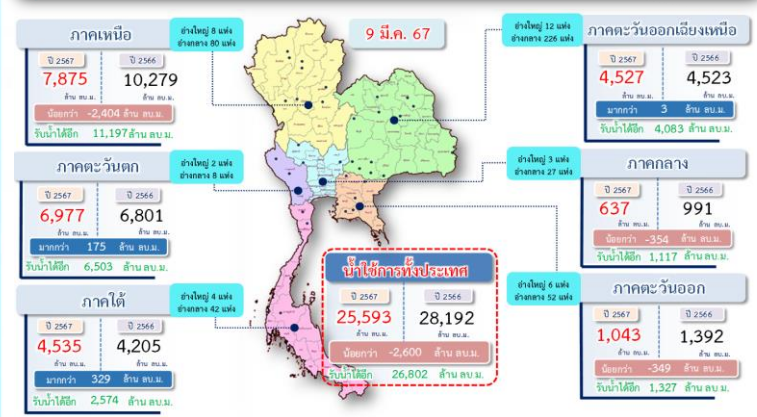 ภาคเหนือ
ปี 2567 ปี 2566
7,875 10,279
ล้าน ลบ.ม. ล้าน ลบ.ม.
น้อยกว่า -2,404 ล้าน ลบ.ม.
รับน้ำได้อีก 11,197 ล้าน ลบ.ม.
อ่างใหญ่ 8 แห่ง
อ่างกลาง 80 แห่ง
9 มี.ค. 67
อ่างใหญ่ 12 แห่ง
อ่างกลาง 226 แห่ง
ภาคตะวันออกเฉียงเหนือ
ปี 2567 ปี 2566
4,527 4,523
ล้าน ลบ.ม. ล้าน ลบ.ม.
มากกว่า 3 ล้าน ลบ.ม.
รับน้ำได้อีก 4,083 ล้าน ลบ.ม.
ภาคตะวันตก
ปี 2567 ปี 2566
6,977 6,801
ล้าน ลบ.ม. ล้าน ลบ.ม.
มากกว่า 175 ล้าน ลบ.ม.
รับน้ำได้อีก 6,503 ล้าน ลบ.ม.
อ่างใหญ่ 2 แห่ง
อ่างกลาง 8 แห่ง
อ่างใหญ่ 3 แห่ง
อ่างกลาง 27 แห่ง
ภาคกลาง
ปี 2567 ปี 2566
637 991
ล้าน ลบ.ม. ล้าน ลบ.ม.
น้อยกว่า -354 ล้าน ลบ.ม.
รับน้ำได้อีก 1,117 ล้าน ลบ.ม.
ภาคใต้
ปี 2567 ปี 2566
4,535 4,205
ล้าน ลบ.ม. ล้าน ลบ.ม.
มากกว่า 329 ล้าน ลบ.ม.
รับน้ำได้อีก 2,574 ล้าน ลบ.ม.
อ่างใหญ่ 4 แห่ง
อ่างกลาง 42 แห่ง
น้ำใช้การทั้งประเทศ
ปี 2567 ปี 2566
25,593 28,192
ล้าน ลบ.ม. ล้าน ลบ.ม.
น้อยกว่า -2,600 ล้าน ลบ.ม.
รับน้ำได้อีก 26,802 ล้าน ลบ.ม.
อ่างใหญ่ 6 แห่ง
อ่างกลาง 52 แห่ง
ภาคตะวันออก
ปี 2567 ปี 2566
1,043 1,392
ล้าน ลบ.ม. ล้าน ลบ.ม.
น้อยกว่า -349 ล้าน ลบ.ม.
รับน้ำได้อีก 1,327 ล้าน ลบ.ม.